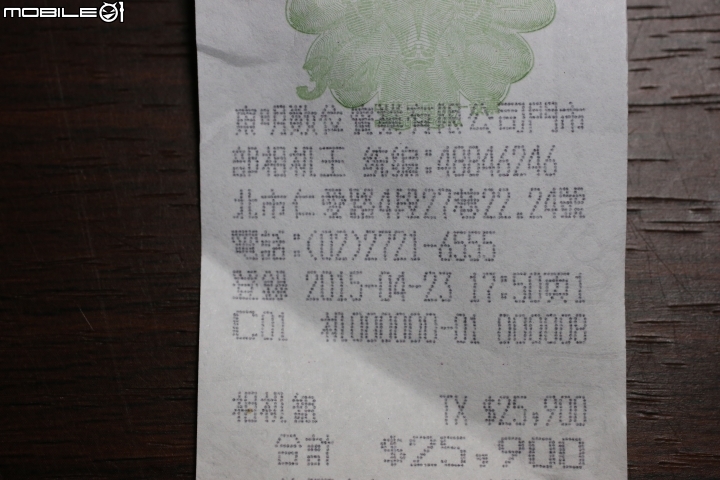 MOBILE01
東明數位實業有限公司門市
部相机王 统編:48846246
北市仁愛路4段27巷22.24號
電話:(02)2721-6555
登錄 2015-04-23 17:50頁1
C01 机000000-01 000008
相机組 TX $25,900
合計 $25,900